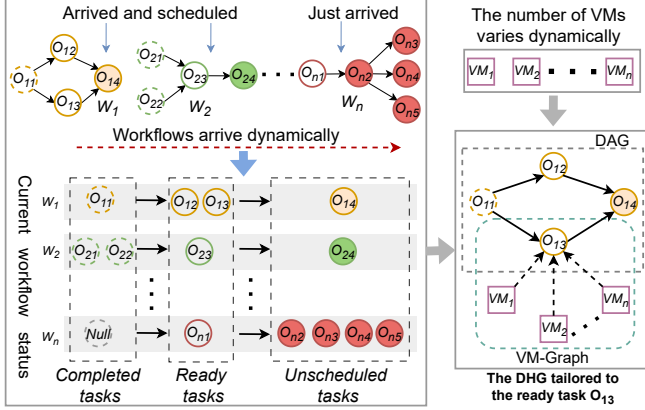 Arrived and scheduled
Just arrived
O12
O11
O14
O13
W1
O21
O22
O23
O24
W2
On1
On2
On3
On4
On5
Wn
Workflows arrive dynamically
Current workflow status
w1
O11
O12 O13
O14
w2
O21 O22
O23
O24
wn
Null
On1
On2 On3 On4 On5
Completed tasks
Ready tasks
Unscheduled tasks
The number of VMs
varies dynamically
VM1 VM2 VMn
DAG
O12
O11
O14
O13
VM1
VM2
VMn
VM-Graph
The DHG tailored to
the ready task O13